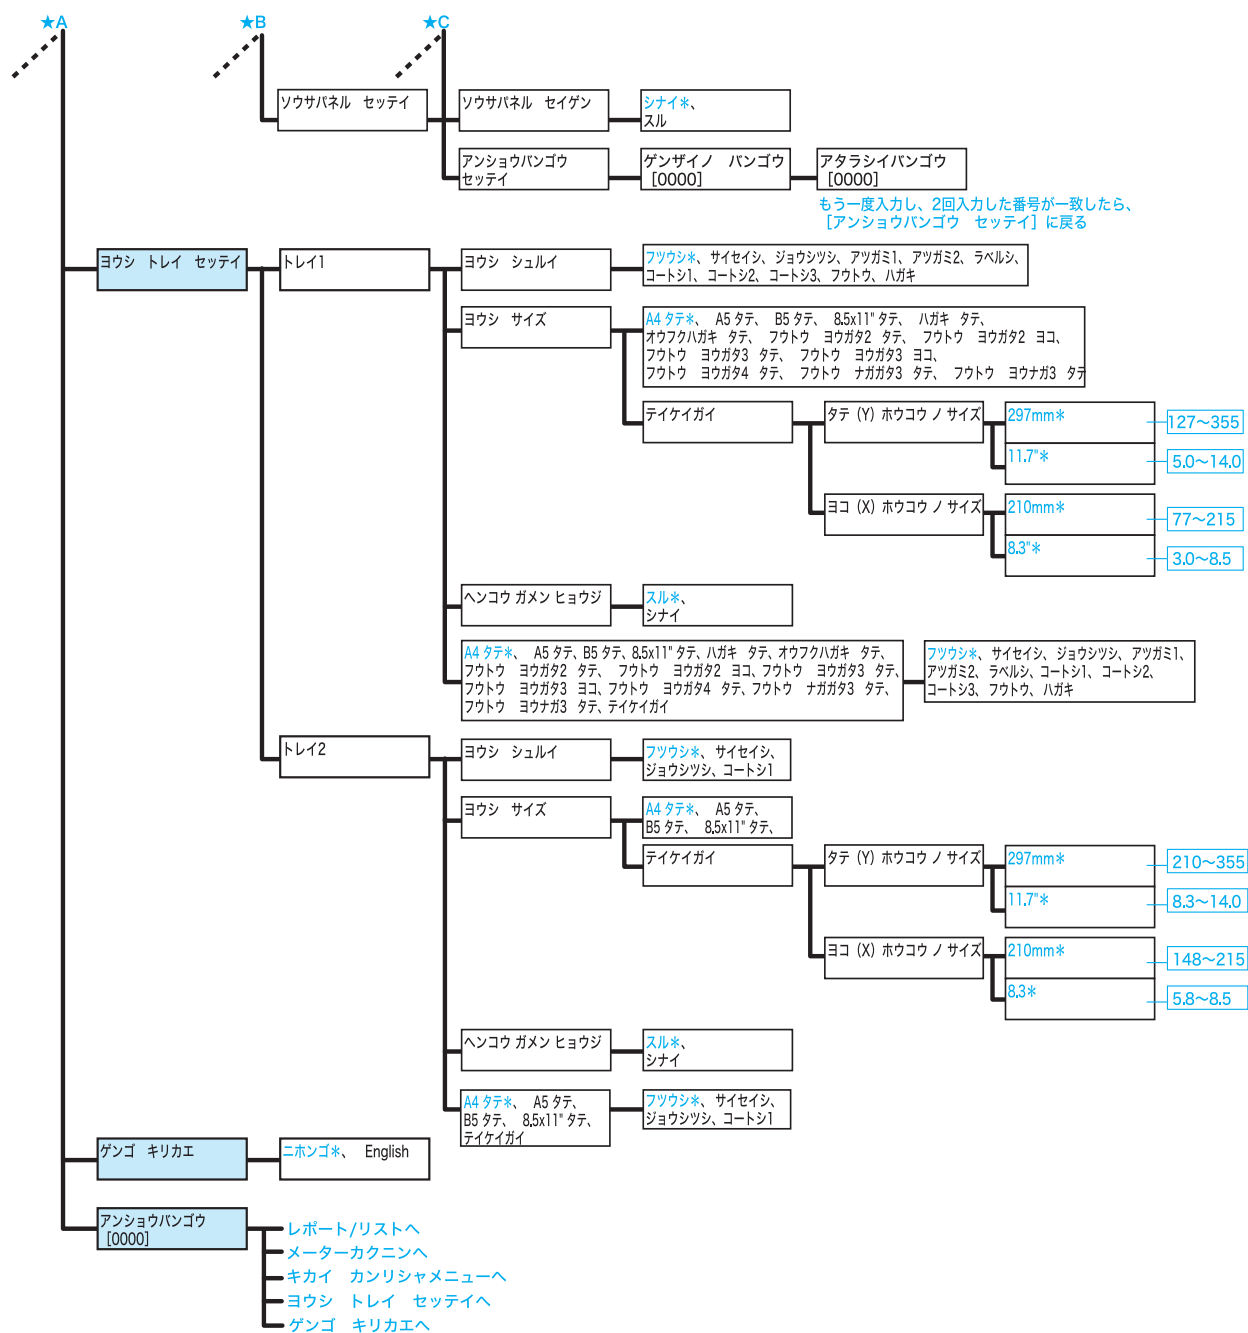 ★A
★B
★C
ソウサパネル　セッテイ
ソウサパネル　セイゲン
シナイ*、
スル
アンショウバンゴウ
セッテイ
ゲンザイノ　バンゴウ
[0000]
アタラシイバンゴウ
[0000]
もう一度入力し、2回入力した番号が一致したら、
［アンショウバンゴウ　セッテイ］に戻る
ヨウシ　トレイ　セッテイ
トレイ1
ヨウシ　シュルイ
フツウシ*、サイセイシ、ジョウシツシ、アツガミ1、アツガミ2、ラベルシ、
コートシ1、コートシ2、コートシ3、フウトウ、ハガキ
ヨウシ　サイズ
A4 タテ*、　A5 タテ、　B5 タテ、　8.5x11" タテ、　ハガキ　タテ、
オウフクハガキ　タテ、　フウトウ　ヨウガタ2　タテ、　フウトウ　ヨウガタ2　ヨコ、
フウトウ　ヨウガタ3　タテ、　フウトウ　ヨウガタ3　ヨコ、
フウトウ　ヨウガタ4　タテ、　フウトウ　ナガガタ3　タテ、　フウトウ　ヨウナガ3　タテ
テイケイガイ
タテ（Y）ホウコウ ノ サイズ
297mm*
127～355
11.7"*
5.0～14.0
ヨコ（X）ホウコウ ノ サイズ
210mm*
77～215
8.3"*
3.0～8.5
ヘンコウ ガメン ヒョウジ
スル*、
シナイ
A4 タテ*、　A5 タテ、B5 タテ、8.5x11" タテ、ハガキ　タテ、オウフクハガキ　タテ、
フウトウ　ヨウガタ2　タテ、　フウトウ　ヨウガタ2　ヨコ、フウトウ　ヨウガタ3　タテ、
フウトウ　ヨウガタ3　ヨコ、フウトウ　ヨウガタ4　タテ、フウトウ　ナガガタ3　タテ、
フウトウ　ヨウナガ3　タテ、テイケイガイ
フツウシ*、サイセイシ、ジョウシツシ、アツガミ1、
アツガミ2、ラベルシ、コートシ1、コートシ2、
コートシ3、フウトウ、ハガキ
トレイ2
ヨウシ　シュルイ
フツウシ*、サイセイシ、
ジョウシツシ、コートシ1
ヨウシ　サイズ
A4 タテ*、　A5 タテ、
B5 タテ、　8.5x11" タテ、
テイケイガイ
タテ（Y）ホウコウ ノ サイズ
297mm*
210～355
11.7"*
8.3～14.0
ヨコ（X）ホウコウ ノ サイズ
210mm*
148～215
8.3*
5.8～8.5
ヘンコウ ガメン ヒョウジ
スル*、
シナイ
A4 タテ*、　A5 タテ、
B5 タテ、　8.5x11" タテ、
テイケイガイ
フツウシ*、サイセイシ、
ジョウシツシ、コートシ1
ゲンゴ　キリカエ
ニホンゴ*、　English
アンショウバンゴウ
[0000]
レポート/リストへ
メーターカクニンへ
キカイ　カンリシャメニューへ
ヨウシ　トレイ　セッテイへ
ゲンゴ　キリカエへ